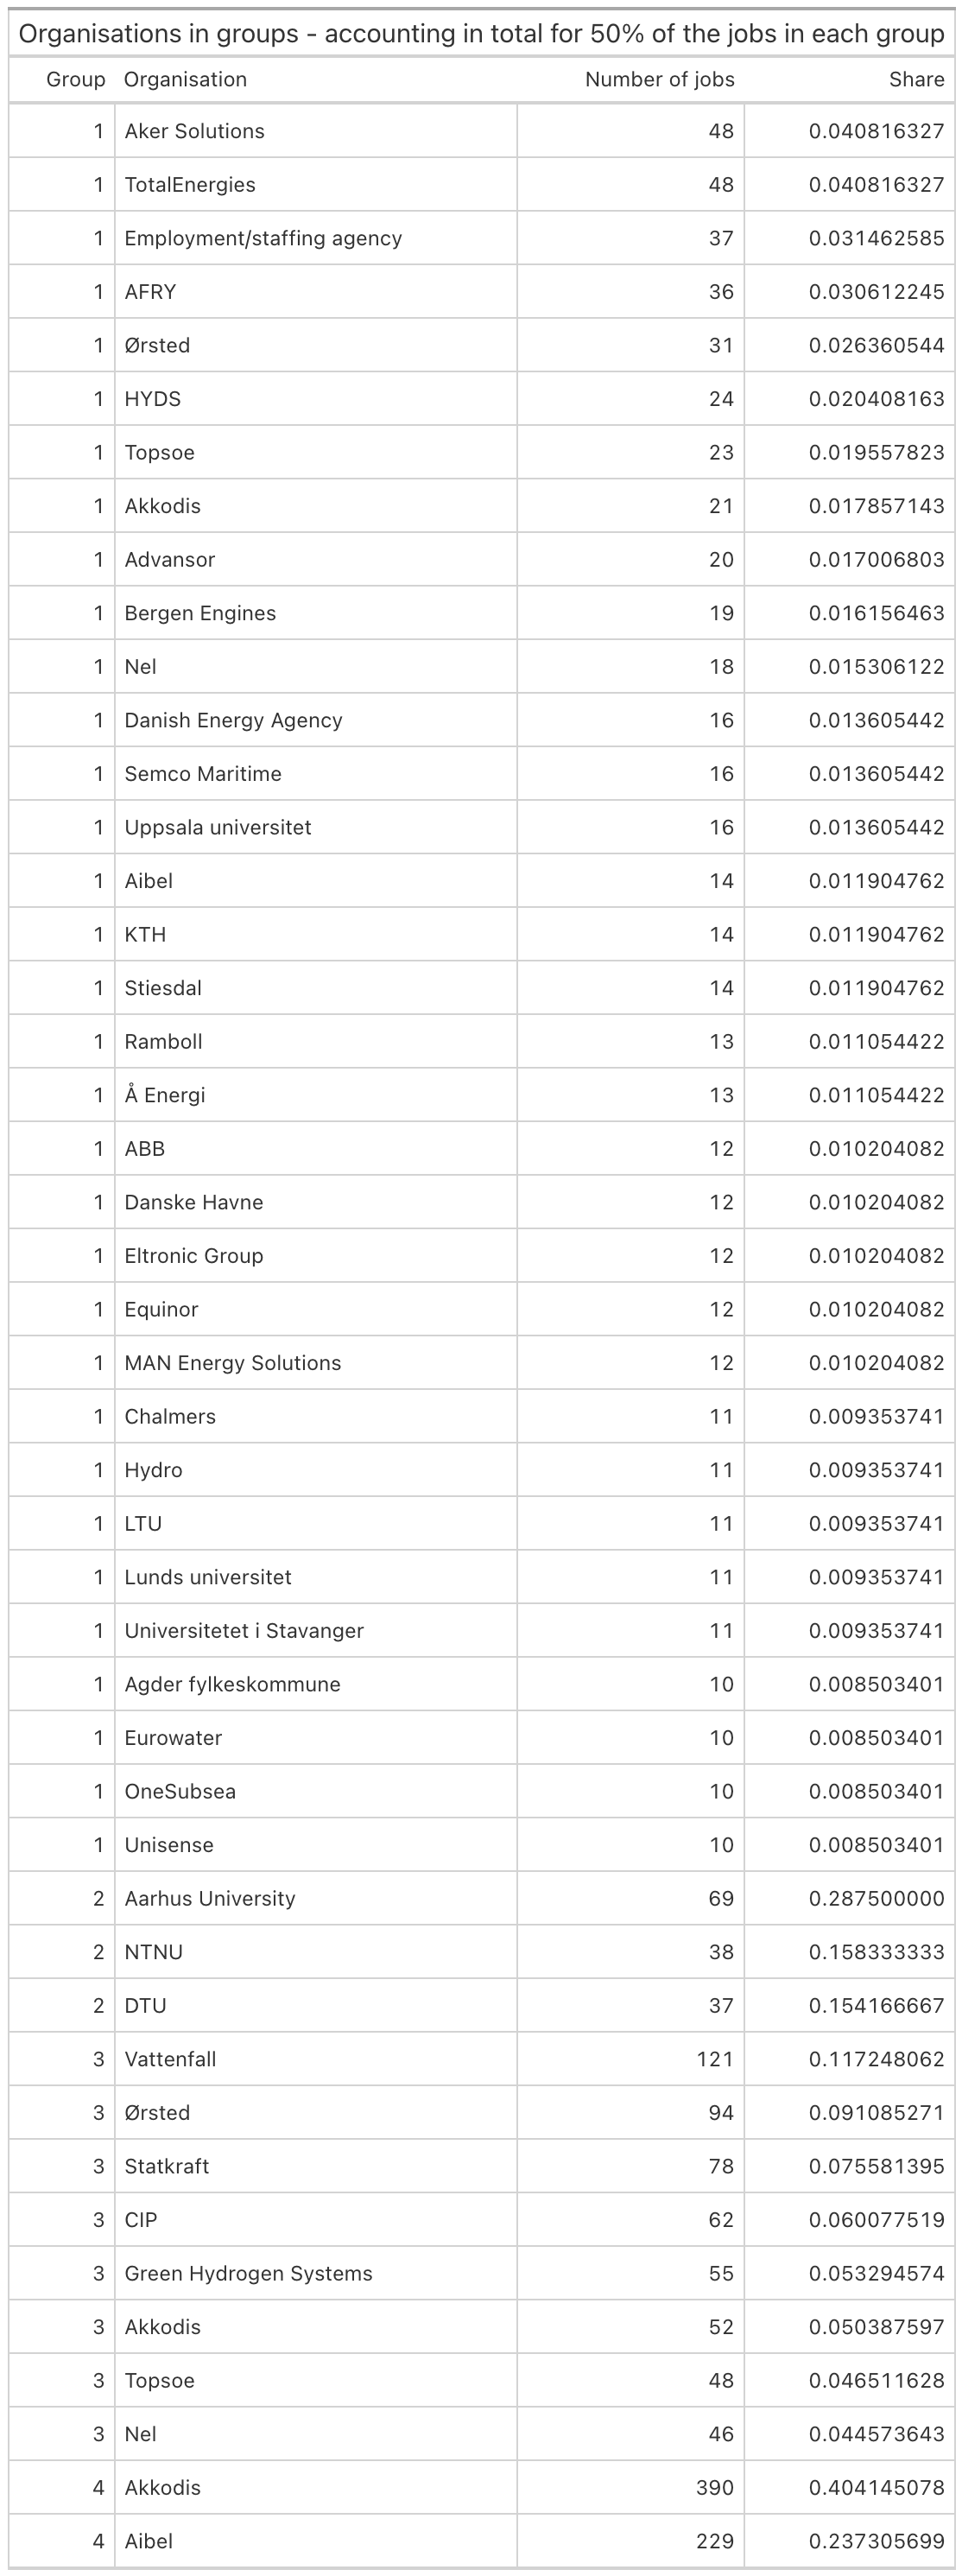 Organisations in groups - accounting in total for 50% of the jobs in each group
Group Organisation Number of jobs Share
1 Aker Solutions 48 0.040816327
1 TotalEnergies 48 0.040816327
1 Employment/staffing agency 37 0.031462585
1 AFRY 36 0.030612245
1 Ørsted 31 0.026360544
1 HYDS 24 0.020408163
1 Topsoe 23 0.019557823
1 Akkodis 21 0.017857143
1 Advansor 20 0.017006803
1 Bergen Engines 19 0.016156463
1 Nel 18 0.015306122
1 Danish Energy Agency 16 0.013605442
1 Semco Maritime 16 0.013605442
1 Uppsala universitet 16 0.013605442
1 Aibel 14 0.011904762
1 KTH 14 0.011904762
1 Stiesdal 14 0.011904762
1 Ramboll 13 0.011054422
1 Å Energi 13 0.011054422
1 ABB 12 0.010204082
1 Danske Havne 12 0.010204082
1 Eltronic Group 12 0.010204082
1 Equinor 12 0.010204082
1 MAN Energy Solutions 12 0.010204082
1 Chalmers 11 0.009353741
1 Hydro 11 0.009353741
1 LTU 11 0.009353741
1 Lunds universitet 11 0.009353741
1 Universitetet i Stavanger 11 0.009353741
1 Agder fylkeskommune 10 0.008503401
1 Eurowater 10 0.008503401
1 OneSubsea 10 0.008503401
1 Unisense 10 0.008503401
2 Aarhus University 69 0.287500000
2 NTNU 38 0.158333333
2 DTU 37 0.154166667
3 Vattenfall 121 0.117248062
3 Ørsted 94 0.091085271
3 Statkraft 78 0.075581395
3 CIP 62 0.060077519
3 Green Hydrogen Systems 55 0.053294574
3 Akkodis 52 0.050387597
3 Topsoe 48 0.046511628
3 Nel 46 0.044573643
4 Akkodis 390 0.404145078
4 Aibel 229 0.237305699